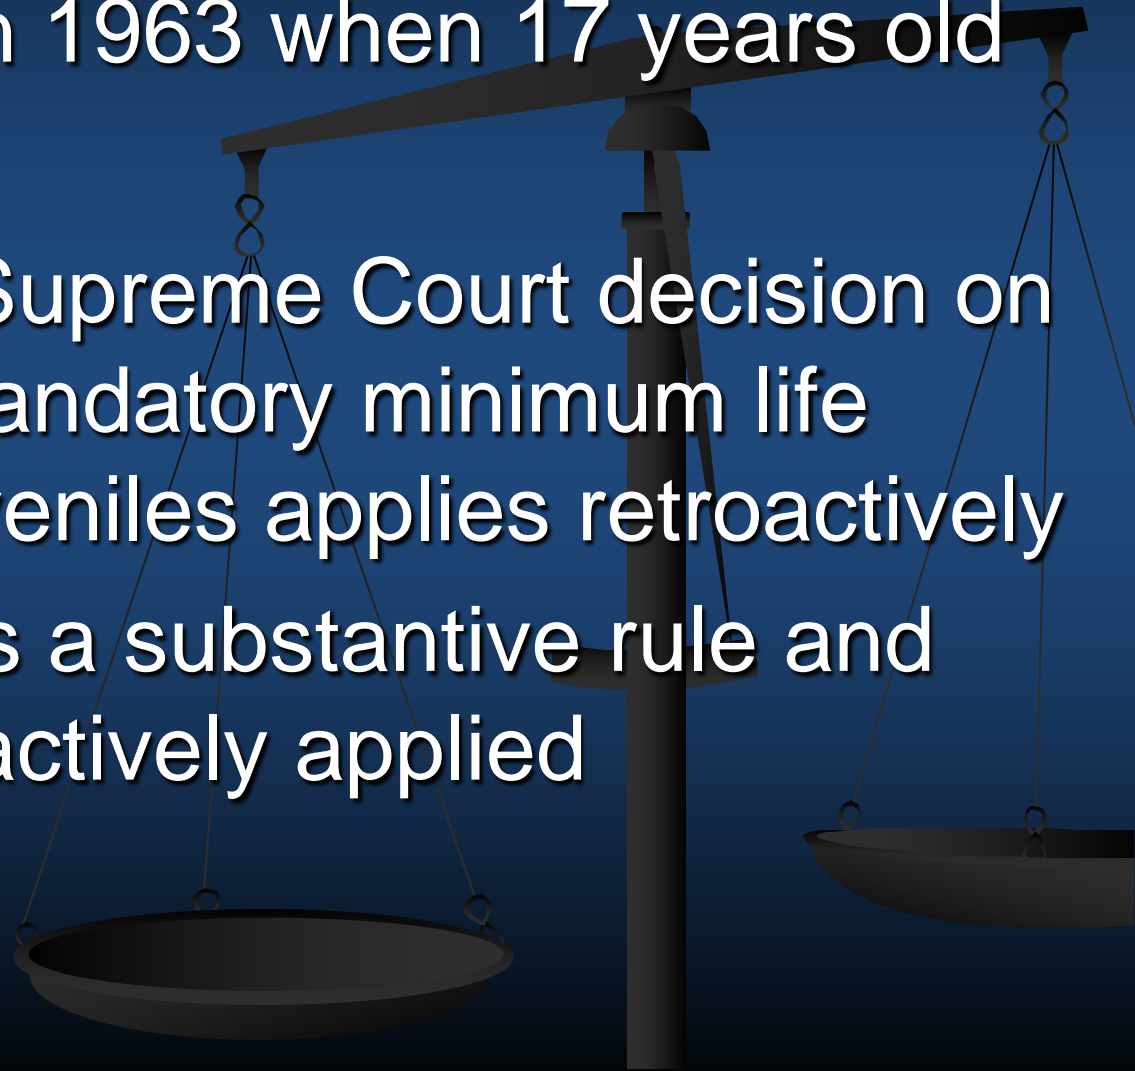 n 1963 when 17 years old
Supreme Court decision on
andatory minimum life
veniles applies retroactively
s a substantive rule and
actively applied